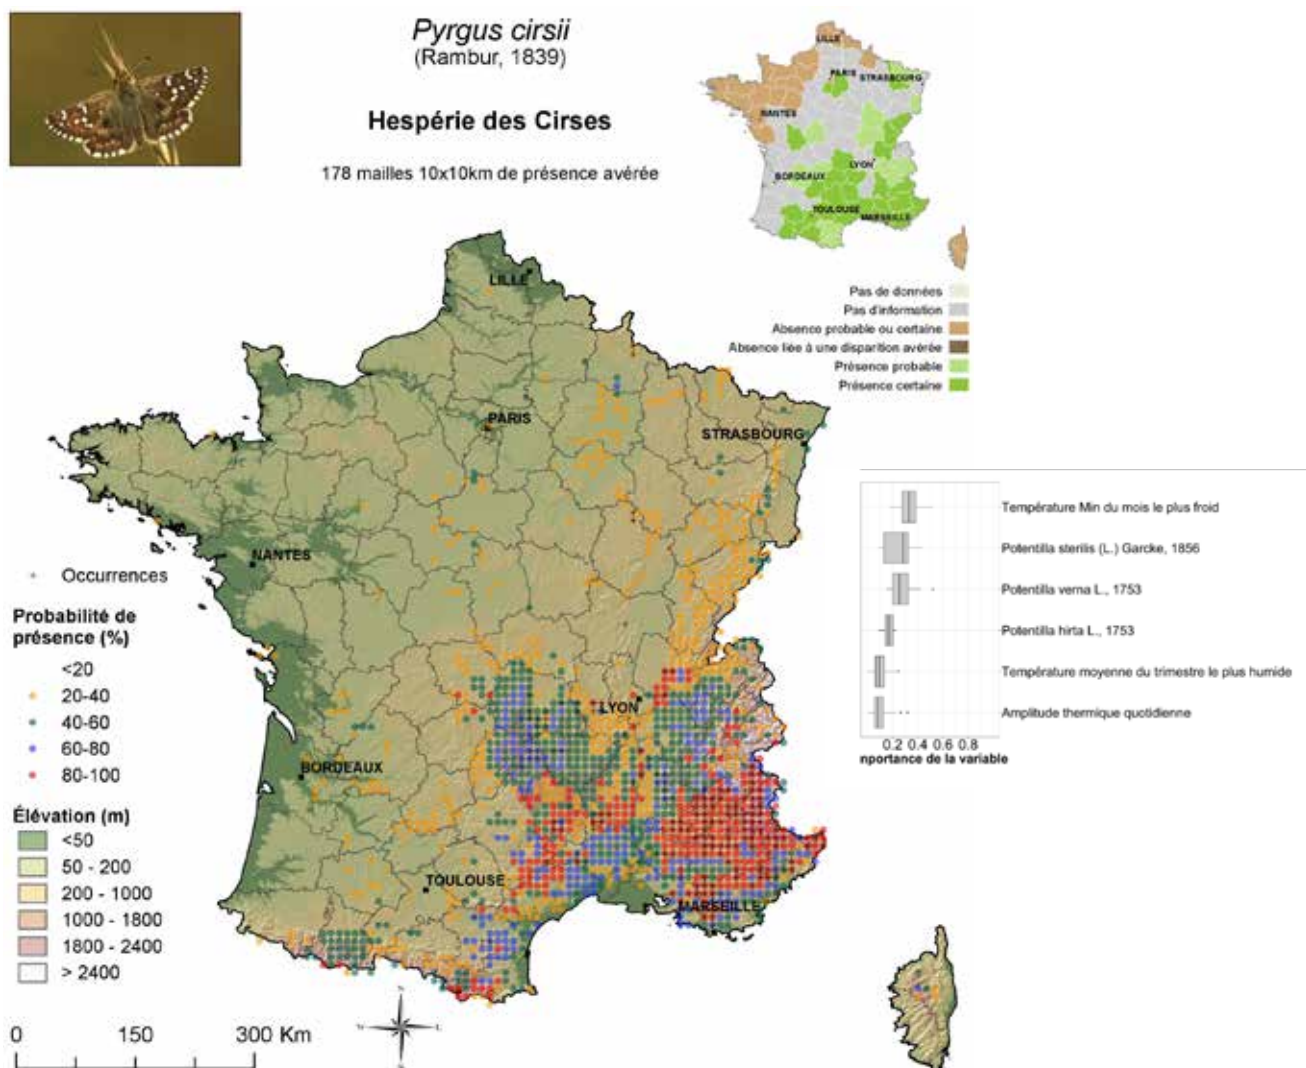 Pyrgus cirsii
(Rambur, 1839)
Hespérie des Cirses
178 mailles 10x10km de présence avérée
LILLE
PARIS
STRASBOURG
NANTES
LYON
BORDEAUX
TOULOUSE
MARSEILLE
Pas de données
Pas d'information
Absence probable ou certaine
Absence liée à une disparition avérée
Présence probable
Présence certaine
LILLE
PARIS
STRASBOURG
NANTES
LYON
BORDEAUX
TOULOUSE
MARSEILLE
Occurrences
Probabilité de
présence (%)
<20
20-40
40-60
60-80
80-100
Élévation (m)
<50
50 - 200
200 - 1000
1000 - 1800
1800 - 2400
> 2400
0 150 300 Km
Température Min du mois le plus froid
Potentilla sterilis (L.) Garcke, 1856
Potentilla verna L., 1753
Potentilla hirta L., 1753
Température moyenne du trimestre le plus humide
Amplitude thermique quotidienne
0.2 0.4 0.6 0.8
nportance de la variable